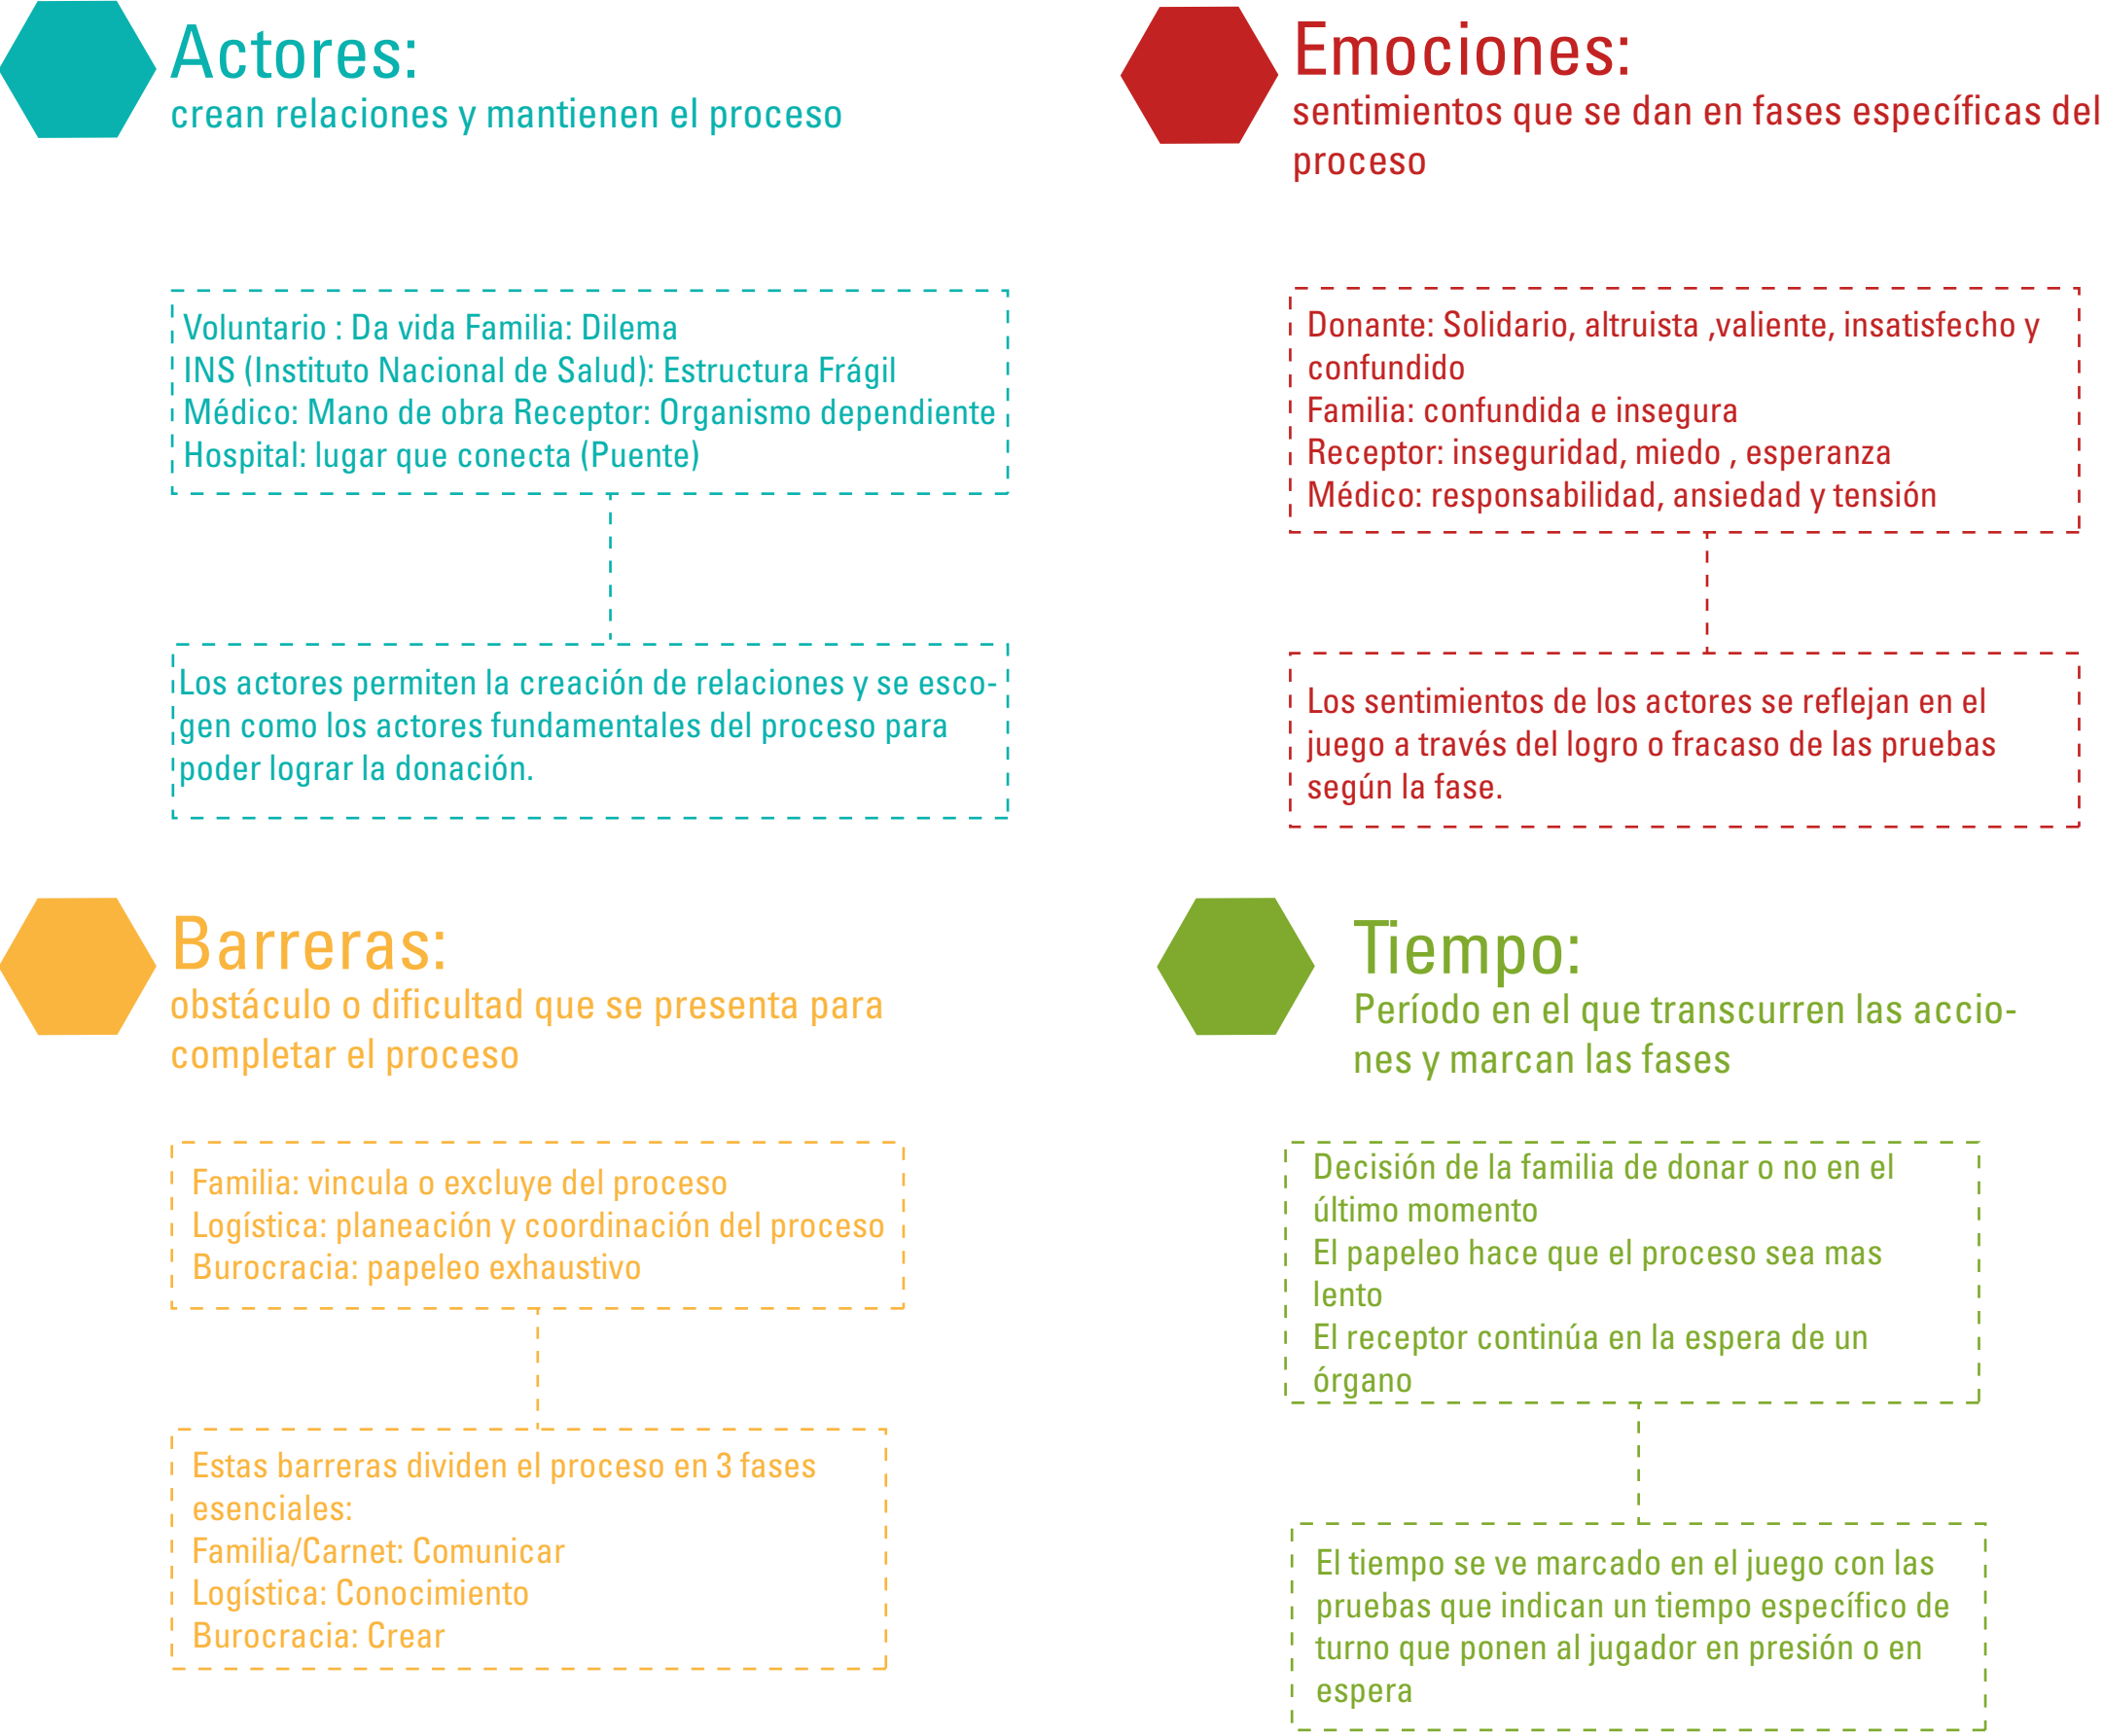 Actores:
crean relaciones y mantienen el proceso
Voluntario : Da vida Familia: Dilema
INS (Instituto Nacional de Salud): Estructura Frágil
Médico: Mano de obra Receptor: Organismo dependiente
Hospital: lugar que conecta (Puente)
Los actores permiten la creación de relaciones y se esco-
gen como los actores fundamentales del proceso para
poder lograr la donación.
Emociones:
sentimientos que se dan en fases específicas del
proceso
Donante: Solidario, altruista ,valiente, insatisfecho y
confundido
Familia: confundida e insegura
Receptor: inseguridad, miedo , esperanza
Médico: responsabilidad, ansiedad y tensión
Los sentimientos de los actores se reflejan en el
juego a través del logro o fracaso de las pruebas
según la fase.
Barreras:
obstáculo o dificultad que se presenta para
completar el proceso
Familia: vincula o excluye del proceso
Logística: planeación y coordinación del proceso
Burocracia: papeleo exhaustivo
Estas barreras dividen el proceso en 3 fases
esenciales:
Familia/Carnet: Comunicar
Logística: Conocimiento
Burocracia: Crear
Tiempo:
Período en el que transcurren las accio-
nes y marcan las fases
Decisión de la familia de donar o no en el
último momento
El papeleo hace que el proceso sea mas
lento
El receptor continúa en la espera de un
órgano
El tiempo se ve marcado en el juego con las
pruebas que indican un tiempo específico de
turno que ponen al jugador en presión o en
espera